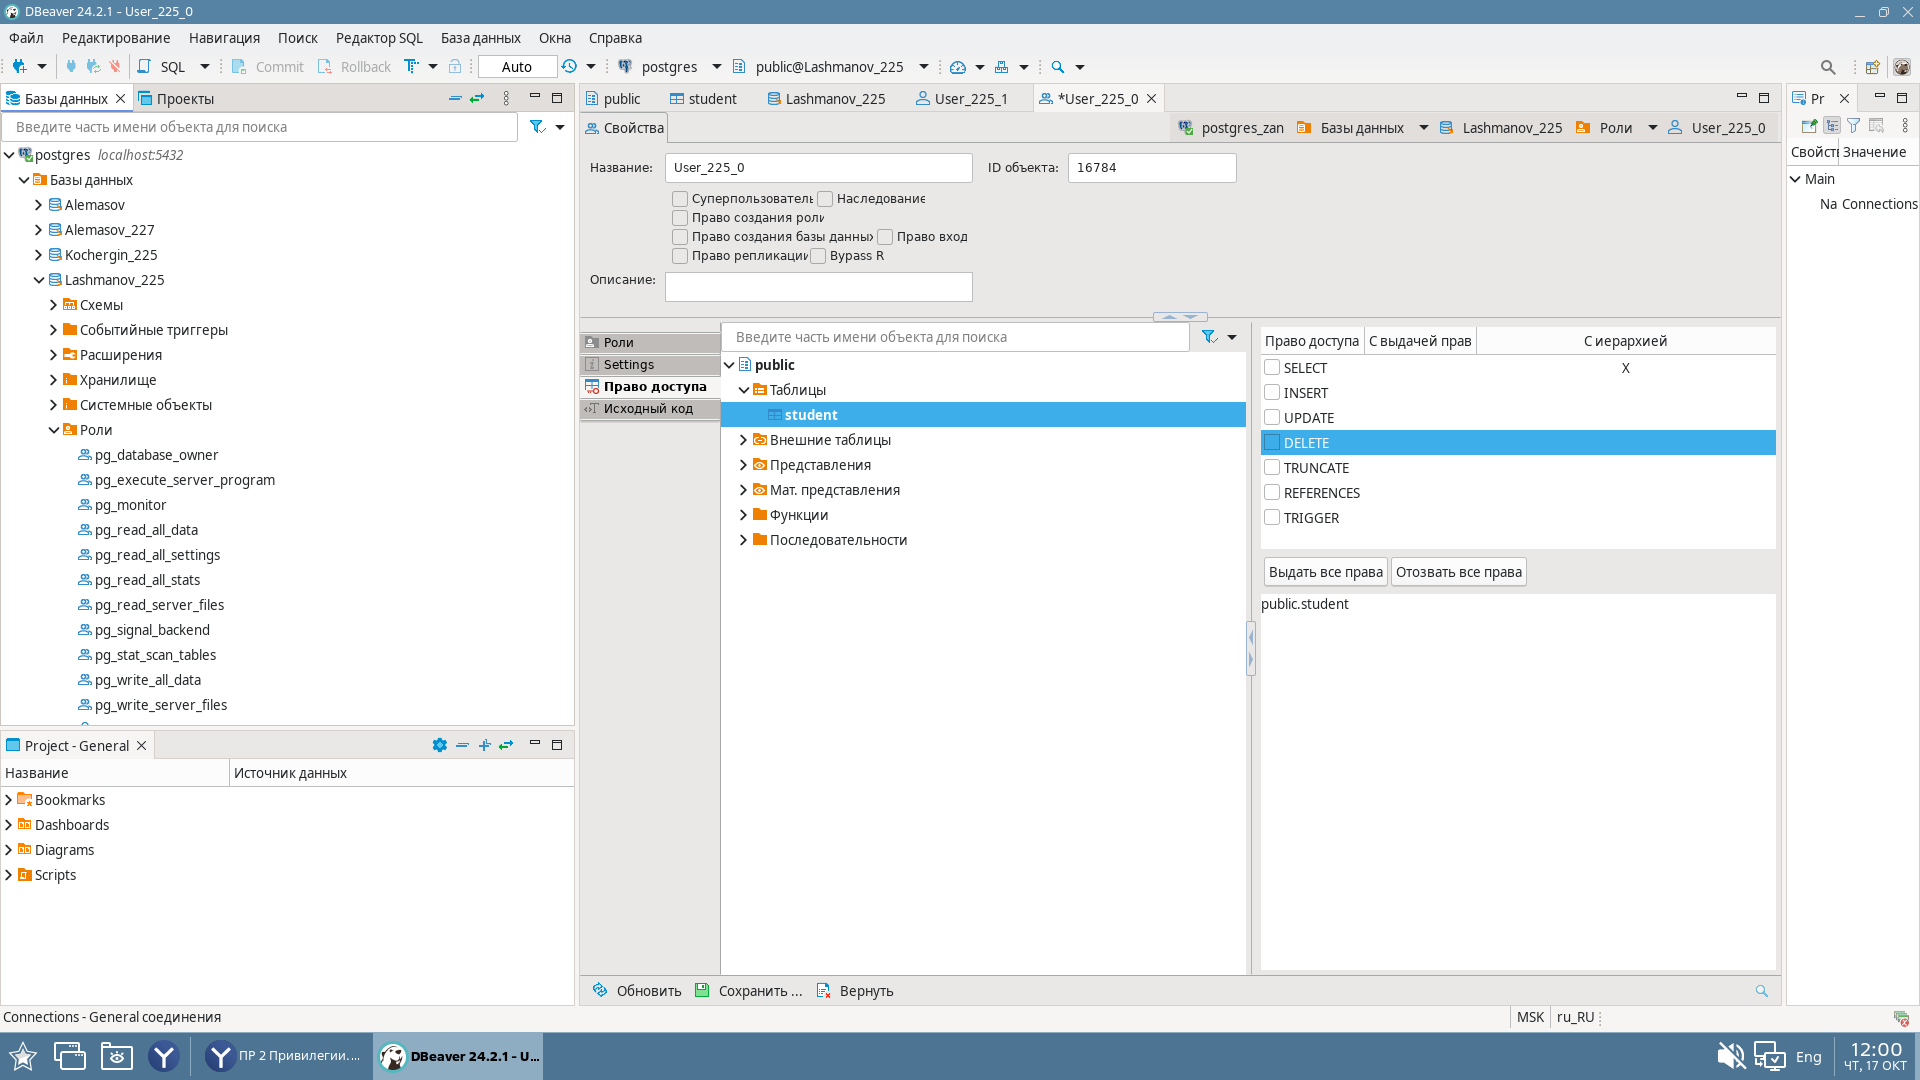 DBeaver 24.2.1 - User_225_0
Файл Редактирование Навигация Поиск Редактор SQL База данных Окна Справка
SQL Commit Rollback Auto postgres public@Lashmanov_225
Базы данных Проекты
Введите часть имени объекта для поиска
postgres localhost:5432
Базы данных
Alemasov
Alemasov_227
Kochergin_225
Lashmanov_225
Схемы
Событийные триггеры
Расширения
Хранилище
Системные объекты
Роли
pg_database_owner
pg_execute_server_program
pg_monitor
pg_read_all_data
pg_read_all_settings
pg_read_all_stats
pg_read_server_files
pg_signal_backend
pg_stat_scan_tables
pg_write_all_data
pg_write_server_files
Project - General
Название Источник данных
Bookmarks
Dashboards
Diagrams
Scripts
public student Lashmanov_225 User_225_1 *User_225_0
Свойства postgres_zan Базы данных Lashmanov_225 Роли User_225_0
Название: User_225_0 ID объекта: 16784
Суперпользователь Наследование
Право создания роли
Право создания базы данных Право вход
Право репликации Bypass R
Описание:
Роли
Settings
Право доступа
Исходный код
Введите часть имени объекта для поиска
public
Таблицы
student
Внешние таблицы
Представления
Мат. представления
Функции
Последовательности
Право доступа С выдачей прав С иерархией
SELECT X
INSERT
UPDATE
DELETE
TRUNCATE
REFERENCES
TRIGGER
Выдать все права Отозвать все права
public.student
Обновить Сохранить ... Вернуть
Pr
Свойств Значение
Main
Na Connections
Connections - General соединения MSK ru_RU
ПР 2 Привилегии.... DBeaver 24.2.1 - U... Eng 12:00
ЧТ, 17 ОКТ